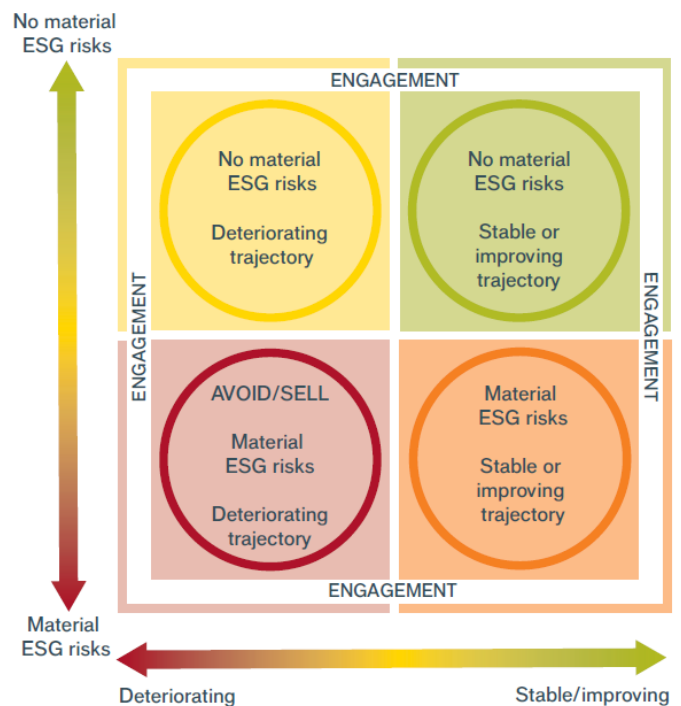 No material
ESG risks
ENGAGEMENT
No material
ESG risks
Deteriorating
trajectory
No material
ESG risks
Stable or
improving
trajectory
ENGAGEMENT
ENGAGEMENT
AVOID/SELL
Material
ESG risks
Deteriorating
trajectory
Material
ESG risks
Stable or
improving
trajectory
ENGAGEMENT
Material
ESG risks
Deteriorating
Stable/improving